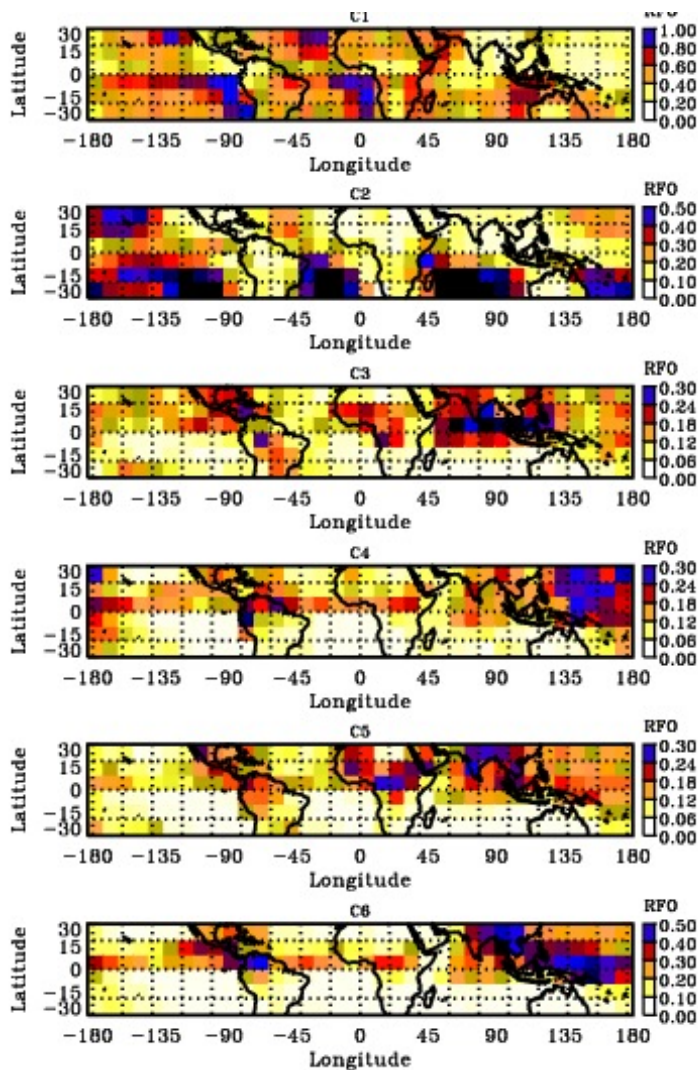 C1 RFO
Latitude 30 15 0 -15 -30 1.00 0.80 0.60 0.40 0.20 0.00
-180 -135 -90 -45 0 45 90 135 180
Longitude
C2 RFO
Latitude 30 15 0 -15 -30 0.50 0.40 0.30 0.20 0.10 0.00
-180 -135 -90 -45 0 45 90 135 180
Longitude
C3 RFO
Latitude 30 15 0 -15 -30 0.30 0.24 0.18 0.12 0.06 0.00
-180 -135 -90 -45 0 45 90 135 180
Longitude
C4 RFO
Latitude 30 15 0 -15 -30 0.30 0.24 0.18 0.12 0.06 0.00
-180 -135 -90 -45 0 45 90 135 180
Longitude
C5 RFO
Latitude 30 15 0 -15 -30 0.30 0.24 0.18 0.12 0.06 0.00
-180 -135 -90 -45 0 45 90 135 180
Longitude
C6 RFO
Latitude 30 15 0 -15 -30 0.50 0.40 0.30 0.20 0.10 0.00
-180 -135 -90 -45 0 45 90 135 180
Longitude